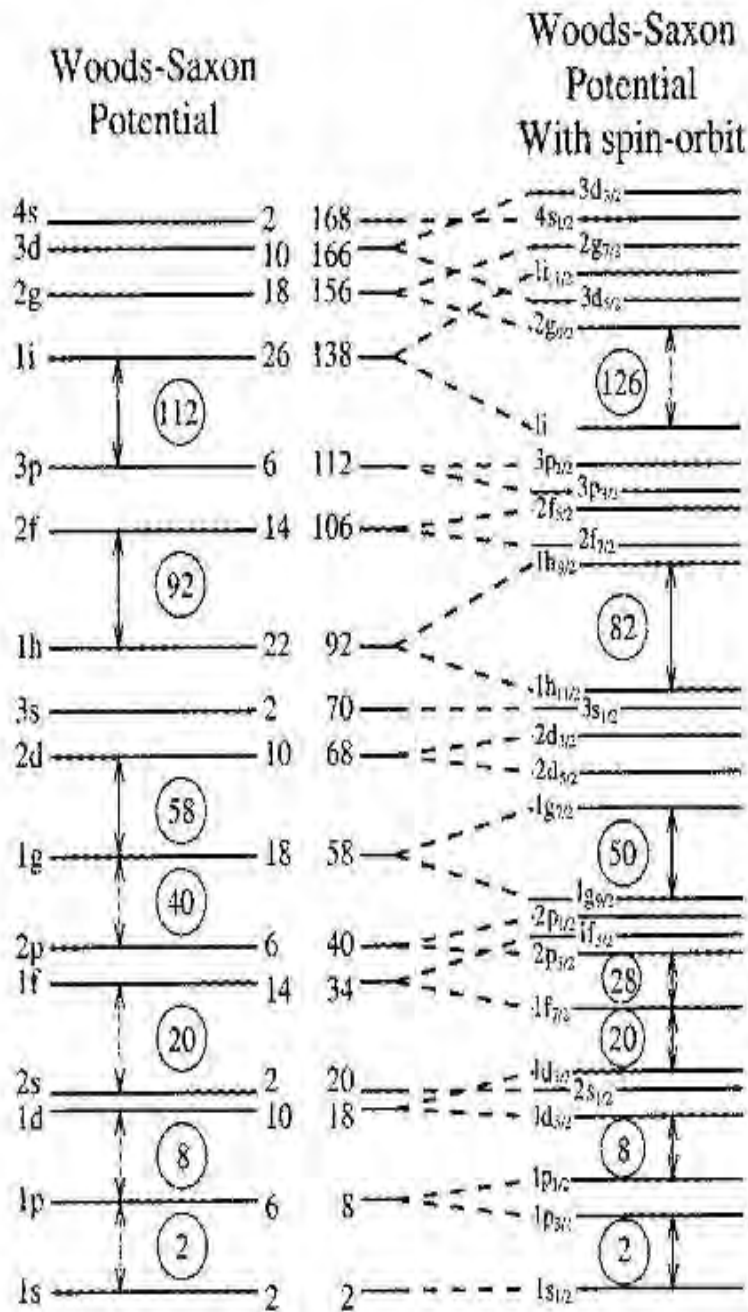 Woods-Saxon
Potential
Woods-Saxon
Potential
With spin-orbit
4s 2 168
3d 10 166
2g 18 156
1i 26 138
112
3p 6 112
2f 14 106
92
1h 22 92
3s 2 70
2d 10 68
58
1g 18 58
40
2p 6 40
1f 14 34
20
2s 2 20
1d 10 18
8
1p 6 8
2
1s 2 2
3d3/2
4s1/2
2g7/2
1i11/2
3d5/2
2g9/2
126
1i
3p1/2
3p3/2
2f5/2
2f7/2
1h9/2
82
1h11/2
3s1/2
2d3/2
2d5/2
1g7/2
50
1g9/2
2p1/2
1f5/2
2p3/2
28
1f7/2
20
1d3/2
2s1/2
1d3/2
8
1p1/2
1p3/2
2
1s1/2